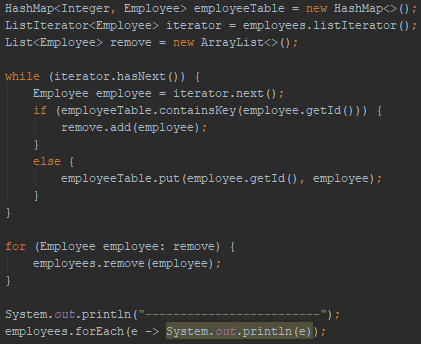 HashMap<Integer, Employee> employeeTable = new HashMap<>();
ListIterator<Employee> iterator = employees.listIterator();
List<Employee> remove = new ArrayList<>();

while (iterator.hasNext()) {
    Employee employee = iterator.next();
    if (employeeTable.containsKey(employee.getId())) {
        remove.add(employee);
    }
    else {
        employeeTable.put(employee.getId(), employee);
    }
}

for (Employee employee: remove) {
    employees.remove(employee);
}

System.out.println("-------------------------");
employees.forEach(e -> System.out.println(e));